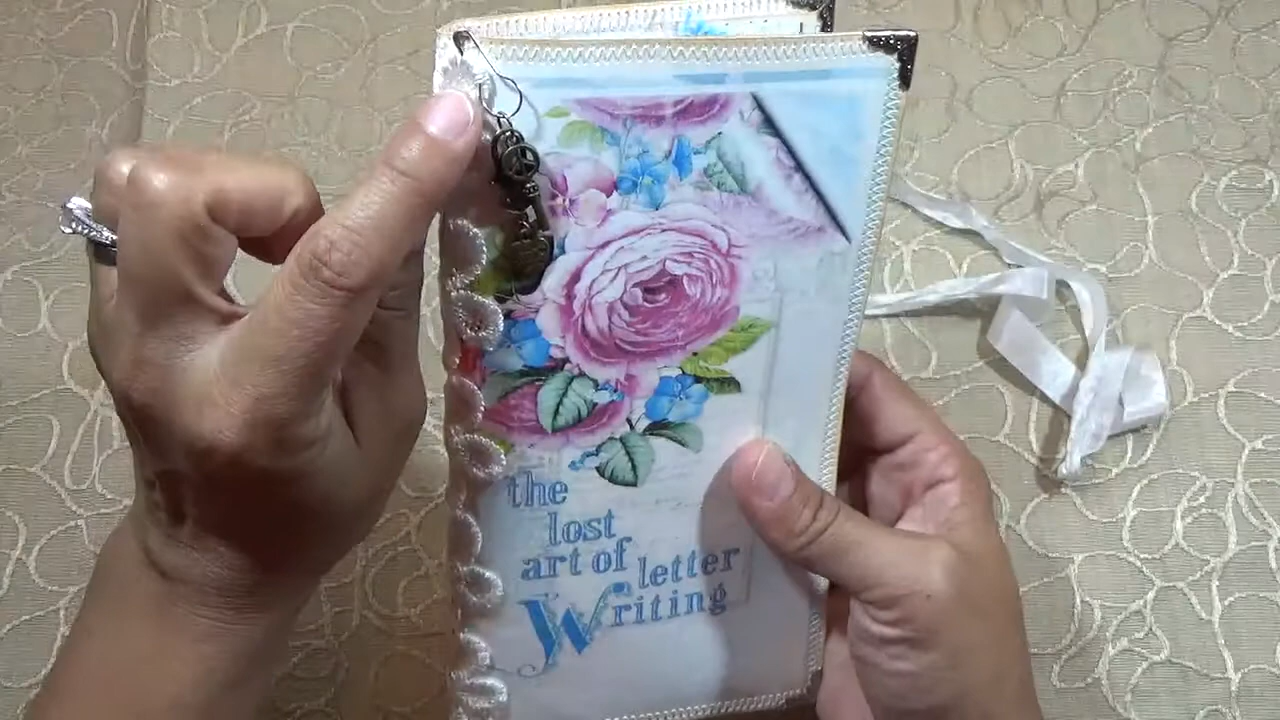 the
lost
art of letter
Writing